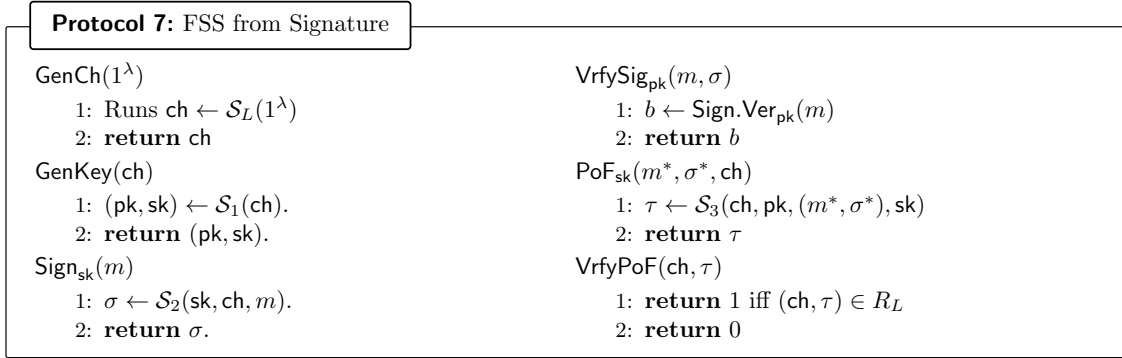 Protocol 7: FSS from Signature
GenCh(1^λ)
1: Runs ch ← S_L(1^λ)
2: return ch
GenKey(ch)
1: (pk, sk) ← S_1(ch).
2: return (pk, sk).
Sign_sk(m)
1: σ ← S_2(sk, ch, m).
2: return σ.
VrfySig_pk(m, σ)
1: b ← Sign.Ver_pk(m)
2: return b
PoF_sk(m*, σ*, ch)
1: τ ← S_3(ch, pk, (m*, σ*), sk)
2: return τ
VrfyPoF(ch, τ)
1: return 1 iff (ch, τ) ∈ R_L
2: return 0